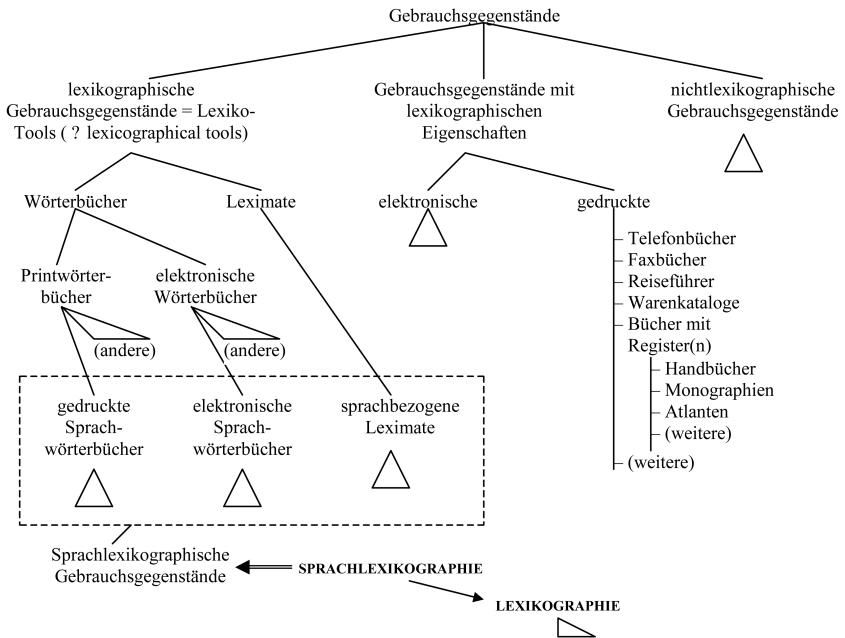 Gebrauchsgegenstände
lexikographische
Gebrauchsgegenstände = Lexiko-
Tools ( ? lexicographical tools)
Gebrauchsgegenstände mit
lexikographischen
Eigenschaften
nichtlexikographische
Gebrauchsgegenstände
Wörterbücher
Leximate
elektronische
gedruckte
Telefonbücher
Faxbücher
Reiseführer
Warenkataloge
Bücher mit
Register(n)
Handbücher
Monographien
Atlanten
(weitere)
(weitere)
Printwörter-
bücher
elektronische
Wörterbücher
(andere)
(andere)
gedruckte
Sprach-
wörterbücher
elektronische
Sprach-
wörterbücher
sprachbezogene
Leximate
Sprachlexikographische
Gebrauchsgegenstände
SPRACHLEXIKOGRAPHIE
LEXIKOGRAPHIE